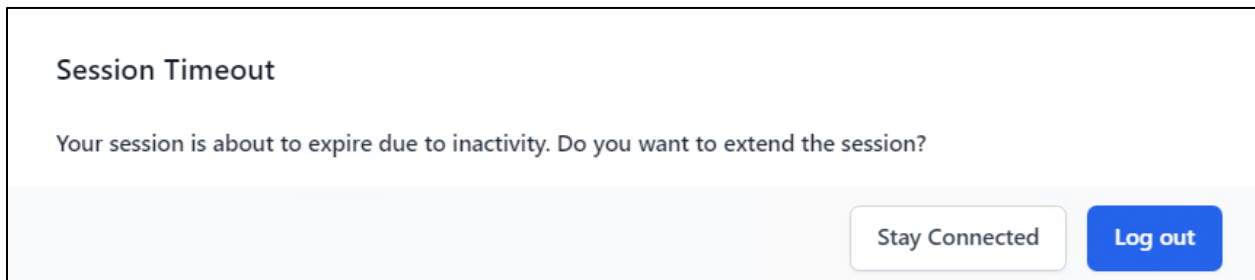 Session Timeout
Your session is about to expire due to inactivity. Do you want to extend the session?
Stay Connected
Log out